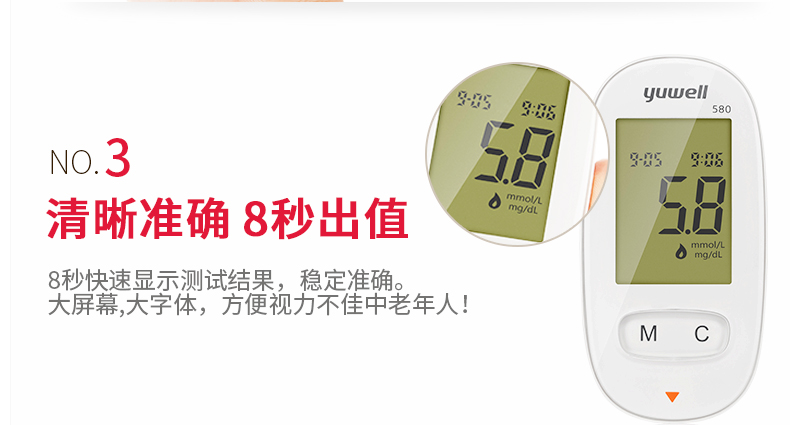 NO.3
清晰准确 8秒出值
8秒快速显示测试结果，稳定准确。
大屏幕,大字体，方便视力不佳中老年人！
9-05 9:06
5.8
mmol/L
mg/dL
yuwell
580
9-05 9:06
5.8
mmol/L
mg/dL
M C